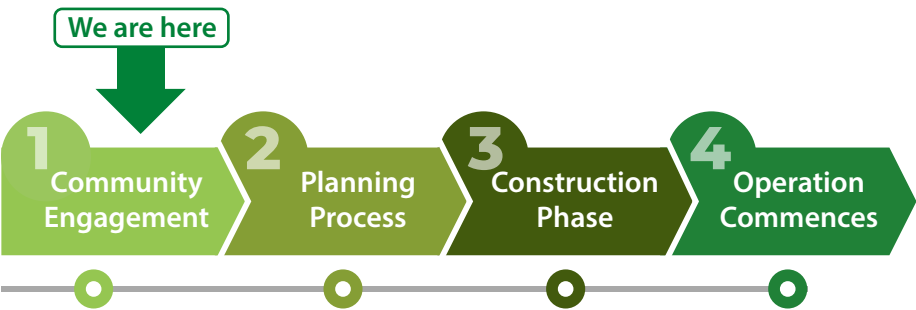 We are here
1
Community
Engagement
2
Planning
Process
3
Construction
Phase
4
Operation
Commences